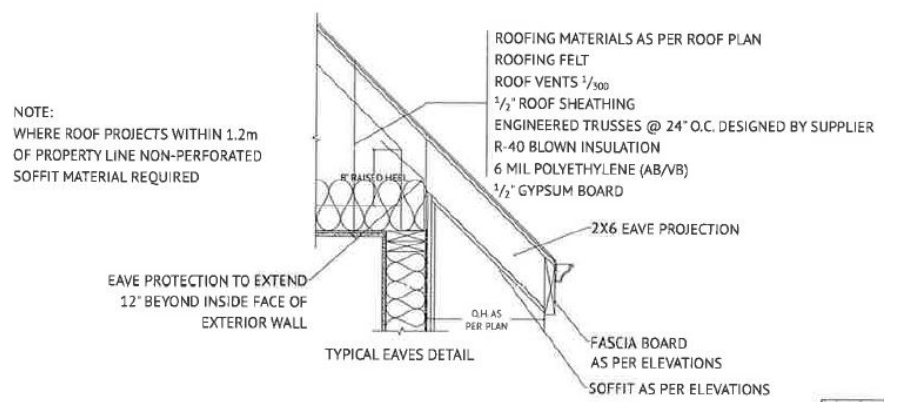 NOTE:
WHERE ROOF PROJECTS WITHIN 1.2m
OF PROPERTY LINE NON-PERFORATED
SOFFIT MATERIAL REQUIRED
ROOFING MATERIALS AS PER ROOF PLAN
ROOFING FELT
ROOF VENTS 1/300
1/2" ROOF SHEATHING
ENGINEERED TRUSSES @ 24" O.C. DESIGNED BY SUPPLIER
R-40 BLOWN INSULATION
6 MIL POLYETHYLENE (AB/VB)
1/2" GYPSUM BOARD
8" RAISED HEEL
2X6 EAVE PROJECTION
EAVE PROTECTION TO EXTEND
12" BEYOND INSIDE FACE OF
EXTERIOR WALL
O.H. AS
PER PLAN
FASCIA BOARD
AS PER ELEVATIONS
SOFFIT AS PER ELEVATIONS
TYPICAL EAVES DETAIL